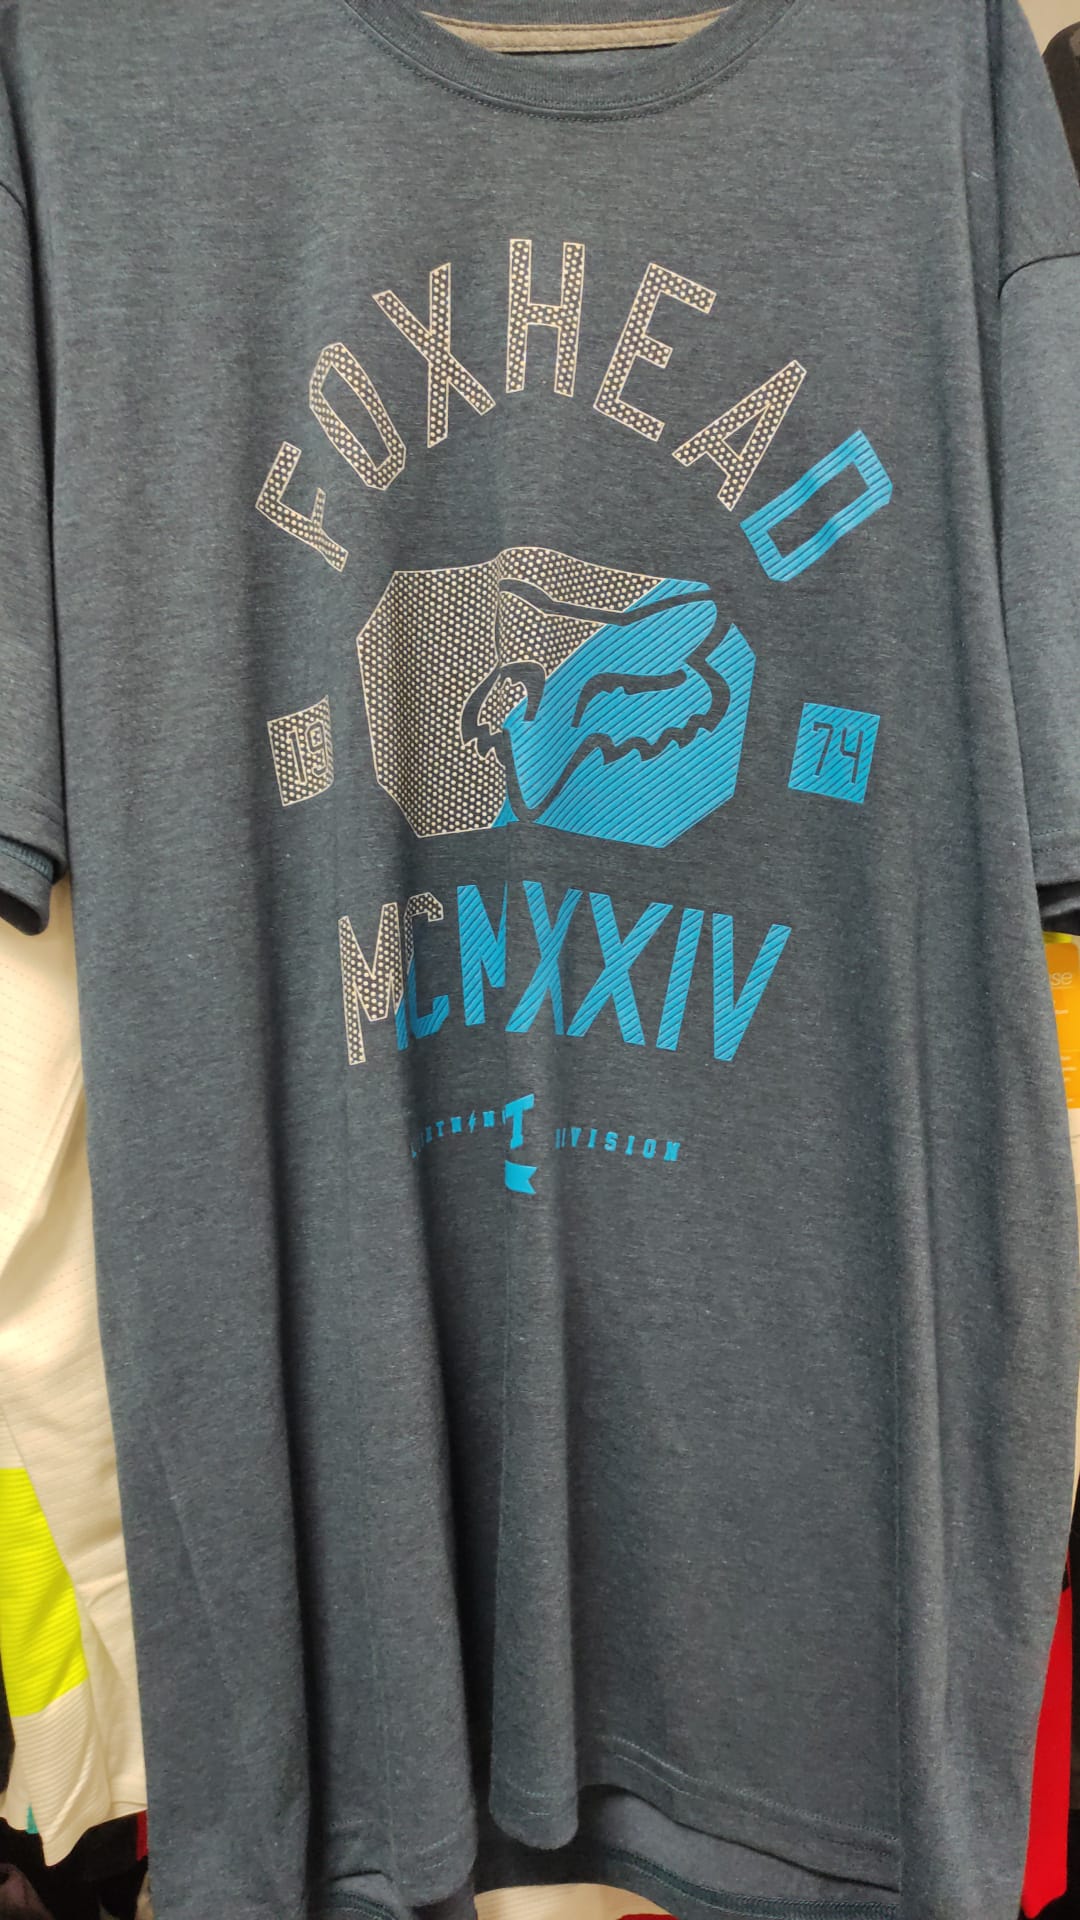 FOXHEAD
19 74
MCMXXIV
DIVISION